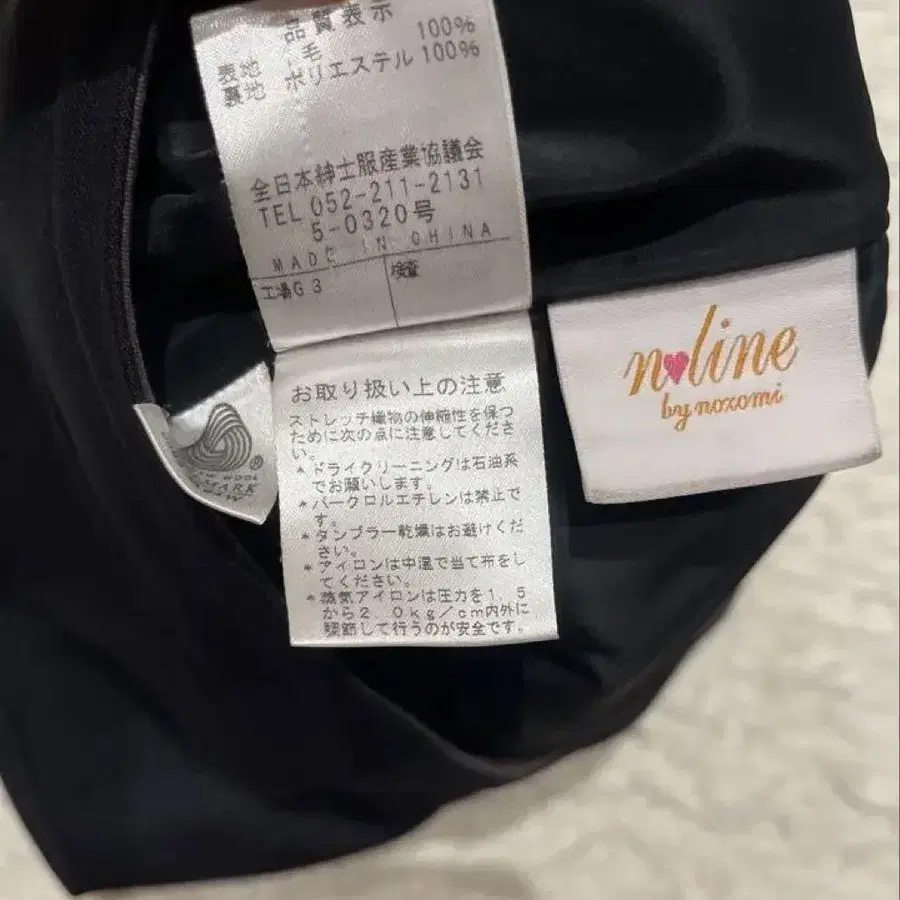 品質表示
表地 毛 100%
裏地 ポリエステル 100%
全日本紳士服産業協議会
TEL 052-211-2131
5-0320号
MADE IN CHINA
工場G3 検査
お取り扱い上の注意
ストレッチ織物の伸縮性を保つ
ために次の点に注意してくださ
い。
*ドライクリーニングは石油系
でお願いします。
*パークロルエチレンは禁止で
す。
*タンブラー乾燥はお避けくだ
さい。
*アイロンは中温で当て布をし
てください。
*蒸気アイロンは圧力を1.5
から2.0kg/cm内外に
調節して行うのが安全です。
WOOL
MARK
®
n♥line
by nozomi